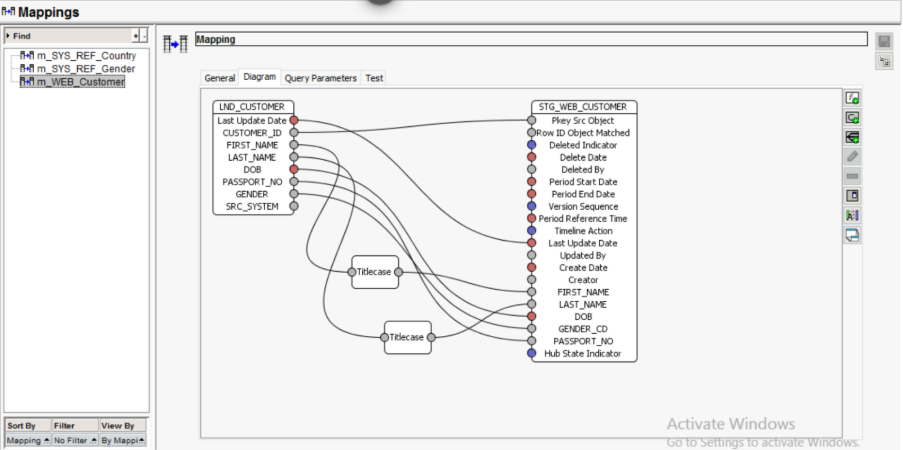 Mappings
Find
+ -
m_SYS_REF_Country
m_SYS_REF_Gender
m_WEB_Customer
Sort By Filter View By
Mapping No Filter By Mappi
Mapping
General Diagram Query Parameters Test
LND_CUSTOMER
Last Update Date
CUSTOMER_ID
FIRST_NAME
LAST_NAME
DOB
PASSPORT_NO
GENDER
SRC_SYSTEM
Titlecase
Titlecase
STG_WEB_CUSTOMER
Pkey Src Object
Row ID Object Matched
Deleted Indicator
Delete Date
Deleted By
Period Start Date
Period End Date
Version Sequence
Period Reference Time
Timeline Action
Last Update Date
Updated By
Create Date
Creator
FIRST_NAME
LAST_NAME
DOB
GENDER_CD
PASSPORT_NO
Hub State Indicator
Activate Windows
Go to Settings to activate Windows.